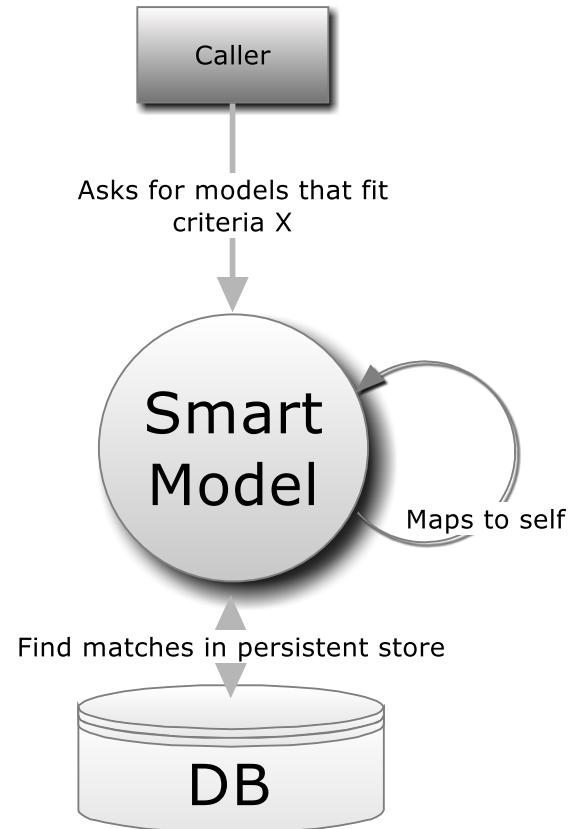 Caller
Asks for models that fit
criteria X
Smart
Model
Maps to self
Find matches in persistent store
DB